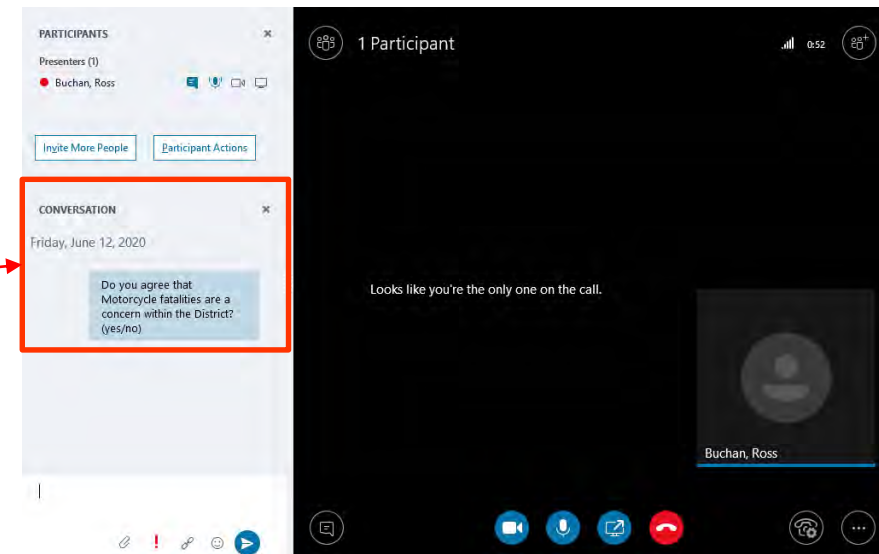 PARTICIPANTS
Presenters (1)
Buchan, Ross
Invite More People
Participant Actions
CONVERSATION
Friday, June 12, 2020
Do you agree that
Motorcycle fatalities are a
concern within the District?
(yes/no)
1 Participant
0:52
Looks like you're the only one on the call.
Buchan, Ross